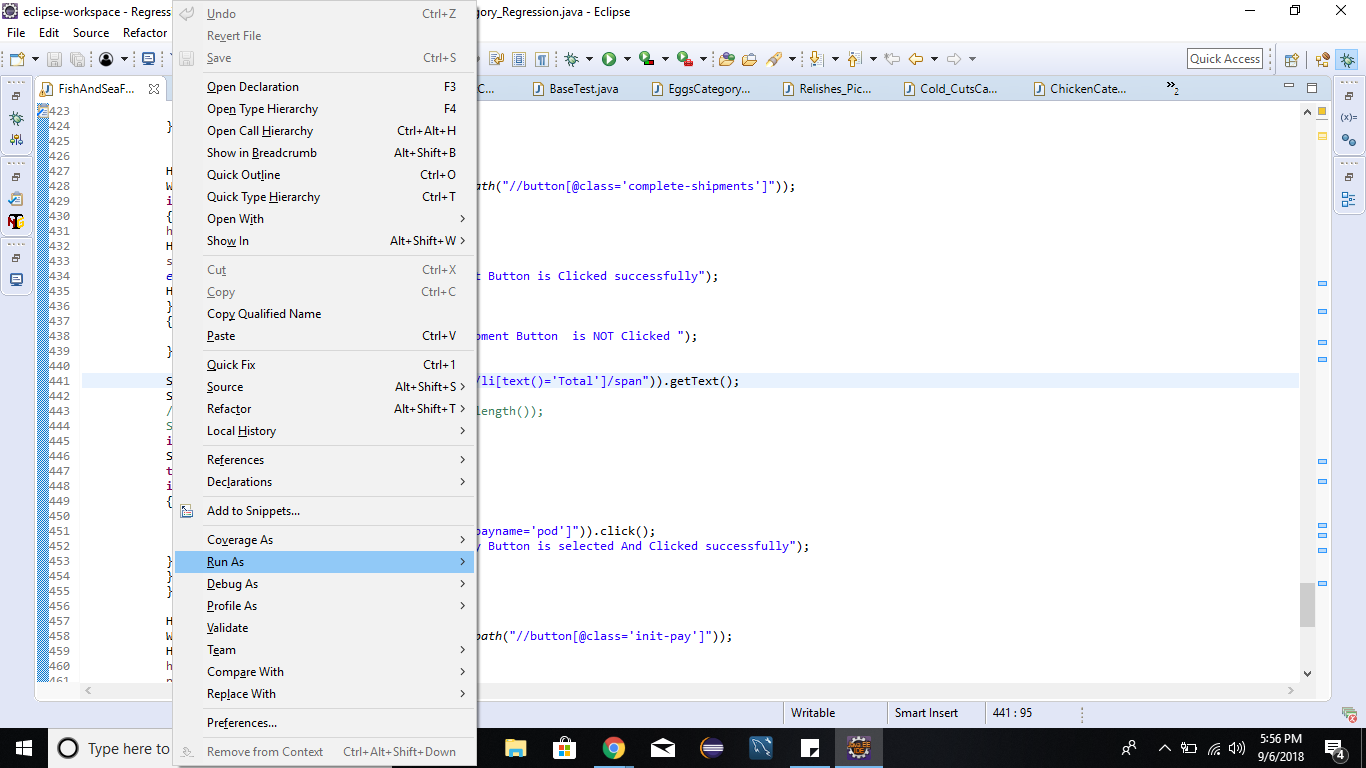 eclipse-workspace - Regress
gory_Regression.java - Eclipse
File Edit Source Refactor
Quick Access
FishAndSeaF...
C...
BaseTest.java
EggsCategory...
Relishes_Pic...
Cold_CutsCa...
ChickenCate...
»2
Undo Ctrl+Z
Revert File
Save Ctrl+S
Open Declaration F3
Open Type Hierarchy F4
Open Call Hierarchy Ctrl+Alt+H
Show in Breadcrumb Alt+Shift+B
Quick Outline Ctrl+O
Quick Type Hierarchy Ctrl+T
Open With
Show In Alt+Shift+W
Cut Ctrl+X
Copy Ctrl+C
Copy Qualified Name
Paste Ctrl+V
Quick Fix Ctrl+1
Source Alt+Shift+S
Refactor Alt+Shift+T
Local History
References
Declarations
Add to Snippets...
Coverage As
Run As
Debug As
Profile As
Validate
Team
Compare With
Replace With
Preferences...
Remove from Context Ctrl+Alt+Shift+Down
423
424 }
425
426
427 H
428 W path("//button[@class='complete-shipments']"));
429 i
430 {
431 h
432 H
433 s
434 e t Button is Clicked successfully");
435 H
436 }
437 {
438 pment Button  is NOT Clicked ");
439 }
440
441 S /li[text()='Total']/span")).getText();
442 S
443 / length());
444 S
445 i
446 S
447 t
448 i
449 {
450
451 payname='pod']")).click();
452 y Button is selected And Clicked successfully");
453 }
454 }
455 }
456
457 H
458 W path("//button[@class='init-pay']"));
459 H
460 h
461
(x)=
Writable
Smart Insert
441 : 95
Type here to
JAVA EE
IDE
5:56 PM
9/6/2018
4